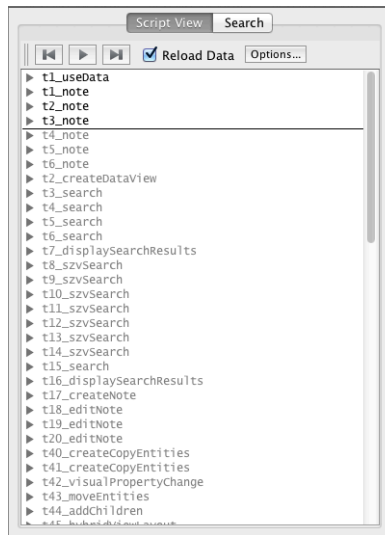 Script View Search
Reload Data Options...
t1_useData
t1_note
t2_note
t3_note
t4_note
t5_note
t6_note
t2_createDataView
t3_search
t4_search
t5_search
t6_search
t7_displaySearchResults
t8_szvSearch
t9_szvSearch
t10_szvSearch
t11_szvSearch
t12_szvSearch
t13_szvSearch
t14_szvSearch
t15_search
t16_displaySearchResults
t17_createNote
t18_editNote
t19_editNote
t20_editNote
t40_createCopyEntities
t41_createCopyEntities
t42_visualPropertyChange
t43_moveEntities
t44_addChildren
t45_hybridViewLayout